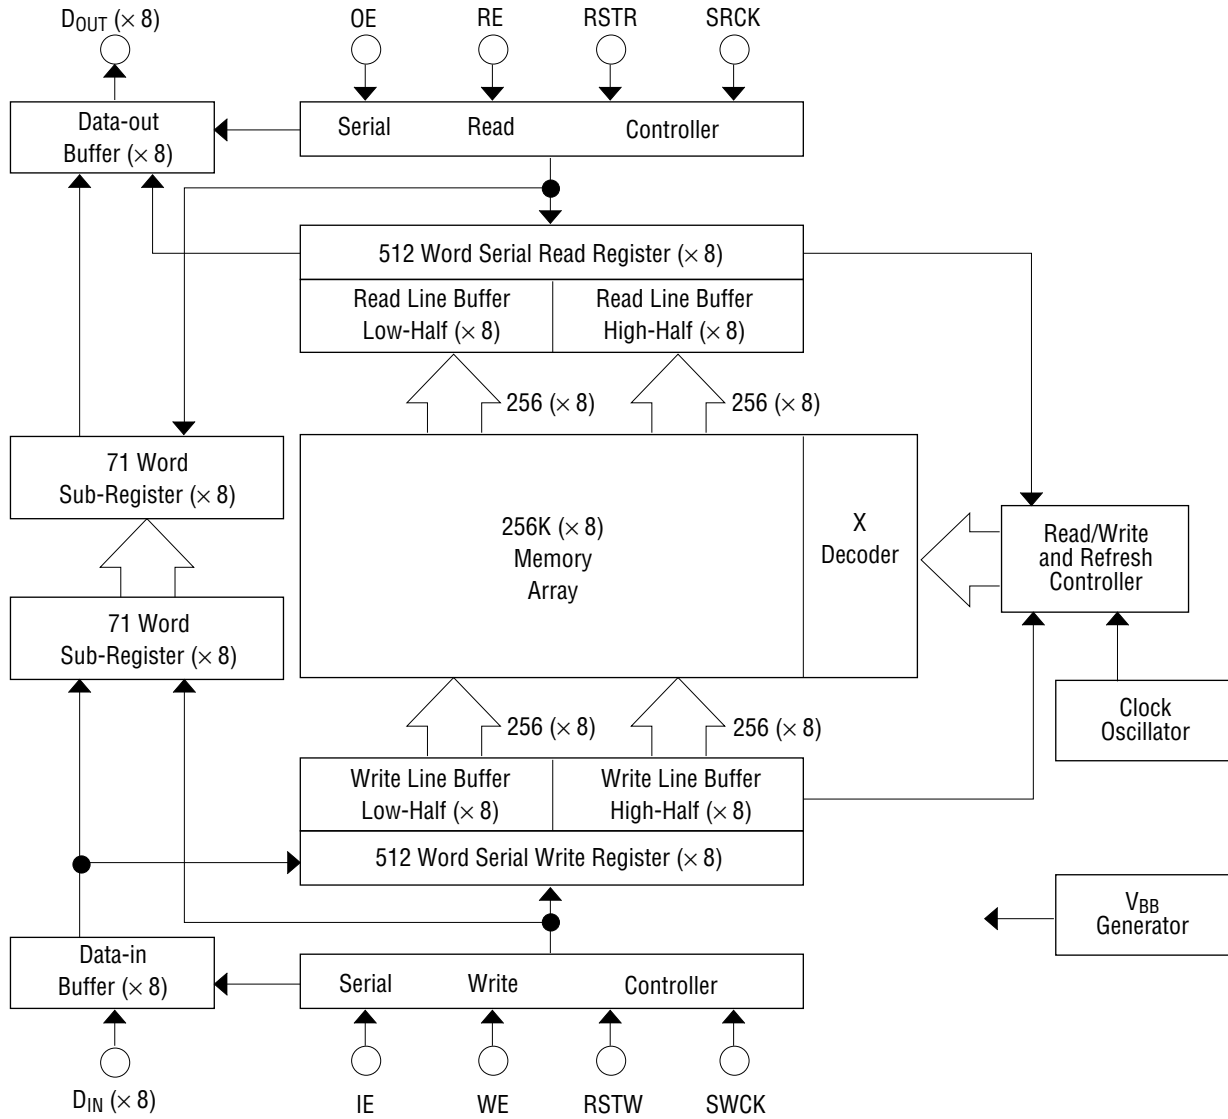 D_OUT (× 8)
OE RE RSTR SRCK
Data-out
Buffer (× 8)
Serial Read Controller
512 Word Serial Read Register (× 8)
Read Line Buffer
Low-Half (× 8)
Read Line Buffer
High-Half (× 8)
256 (× 8)
256 (× 8)
71 Word
Sub-Register (× 8)
256K (× 8)
Memory
Array
X
Decoder
Read/Write
and Refresh
Controller
71 Word
Sub-Register (× 8)
256 (× 8)
256 (× 8)
Clock
Oscillator
Write Line Buffer
Low-Half (× 8)
Write Line Buffer
High-Half (× 8)
512 Word Serial Write Register (× 8)
V_BB
Generator
Data-in
Buffer (× 8)
Serial Write Controller
D_IN (× 8)
IE WE RSTW SWCK